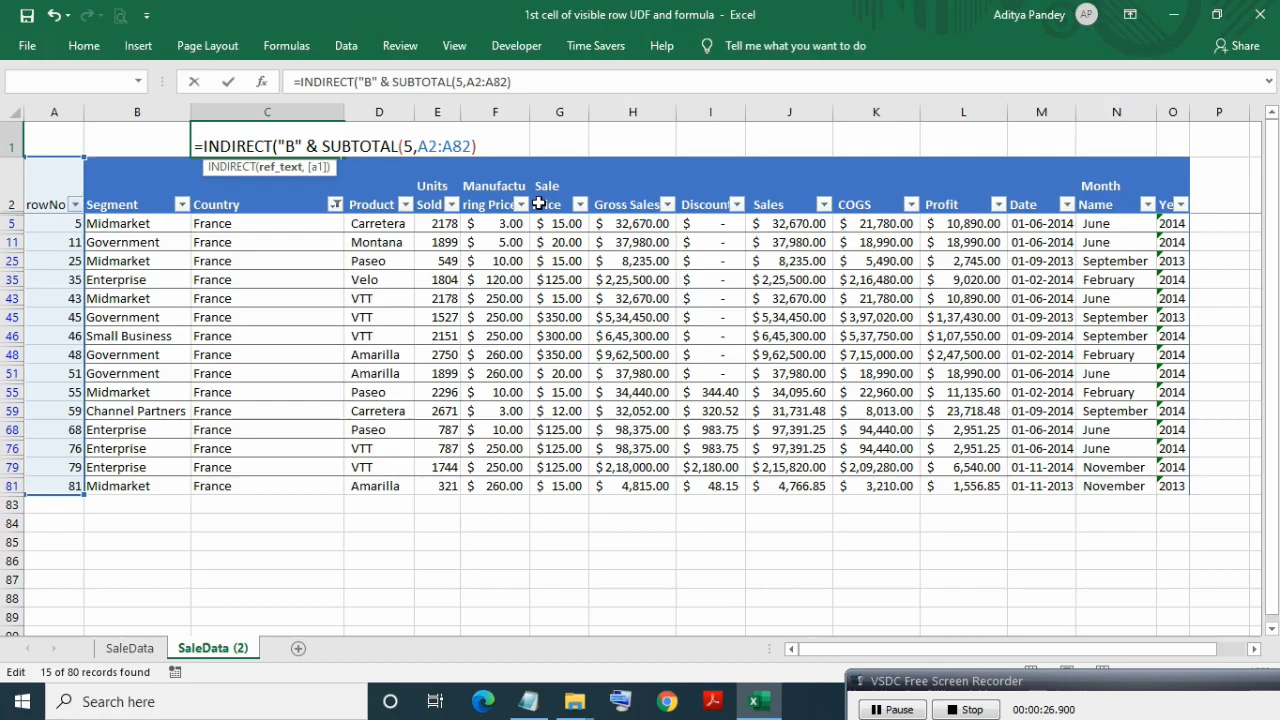 1st cell of visible row UDF and formula - Excel
Aditya Pandey AP
File Home Insert Page Layout Formulas Data Review View Developer Time Savers Help Tell me what you want to do Share
fx =INDIRECT("B" & SUBTOTAL(5,A2:A82)
A B C D E F G H I J K L M N O P
1 =INDIRECT("B" & SUBTOTAL(5,A2:A82)
INDIRECT(ref_text, [a1])
Units Manufactu Sale Month
2 rowNo Segment Country Product Sold ring Price ice Gross Sales Discount Sales COGS Profit Date Name Ye
5 5 Midmarket France Carretera 2178 $ 3.00 $ 15.00 $ 32,670.00 $ - $ 32,670.00 $ 21,780.00 $ 10,890.00 01-06-2014 June 2014
11 11 Government France Montana 1899 $ 5.00 $ 20.00 $ 37,980.00 $ - $ 37,980.00 $ 18,990.00 $ 18,990.00 01-06-2014 June 2014
25 25 Midmarket France Paseo 549 $ 10.00 $ 15.00 $ 8,235.00 $ - $ 8,235.00 $ 5,490.00 $ 2,745.00 01-09-2013 September 2013
35 35 Enterprise France Velo 1804 $ 120.00 $125.00 $ 2,25,500.00 $ - $ 2,25,500.00 $ 2,16,480.00 $ 9,020.00 01-02-2014 February 2014
43 43 Midmarket France VTT 2178 $ 250.00 $ 15.00 $ 32,670.00 $ - $ 32,670.00 $ 21,780.00 $ 10,890.00 01-06-2014 June 2014
45 45 Government France VTT 1527 $ 250.00 $350.00 $ 5,34,450.00 $ - $ 5,34,450.00 $ 3,97,020.00 $ 1,37,430.00 01-09-2013 September 2013
46 46 Small Business France VTT 2151 $ 250.00 $300.00 $ 6,45,300.00 $ - $ 6,45,300.00 $ 5,37,750.00 $ 1,07,550.00 01-11-2014 September 2014
48 48 Government France Amarilla 2750 $ 260.00 $350.00 $ 9,62,500.00 $ - $ 9,62,500.00 $ 7,15,000.00 $ 2,47,500.00 01-02-2014 February 2014
51 51 Government France Amarilla 1899 $ 260.00 $ 20.00 $ 37,980.00 $ - $ 37,980.00 $ 18,990.00 $ 18,990.00 01-06-2014 June 2014
55 55 Midmarket France Paseo 2296 $ 10.00 $ 15.00 $ 34,440.00 $ 344.40 $ 34,095.60 $ 22,960.00 $ 11,135.60 01-02-2014 February 2014
59 59 Channel Partners France Carretera 2671 $ 3.00 $ 12.00 $ 32,052.00 $ 320.52 $ 31,731.48 $ 8,013.00 $ 23,718.48 01-09-2014 September 2014
68 68 Enterprise France Paseo 787 $ 10.00 $125.00 $ 98,375.00 $ 983.75 $ 97,391.25 $ 94,440.00 $ 2,951.25 01-06-2014 June 2014
76 76 Enterprise France VTT 787 $ 250.00 $125.00 $ 98,375.00 $ 983.75 $ 97,391.25 $ 94,440.00 $ 2,951.25 01-06-2014 June 2014
79 79 Enterprise France VTT 1744 $ 250.00 $125.00 $ 2,18,000.00 $2,180.00 $ 2,15,820.00 $ 2,09,280.00 $ 6,540.00 01-11-2014 November 2014
81 81 Midmarket France Amarilla 321 $ 260.00 $ 15.00 $ 4,815.00 $ 48.15 $ 4,766.85 $ 3,210.00 $ 1,556.85 01-11-2013 November 2013
83
84
85
86
87
88
89
SaleData SaleData (2)
Edit 15 of 80 records found
VSDC Free Screen Recorder
Search here Pause Stop 00:00:26.900